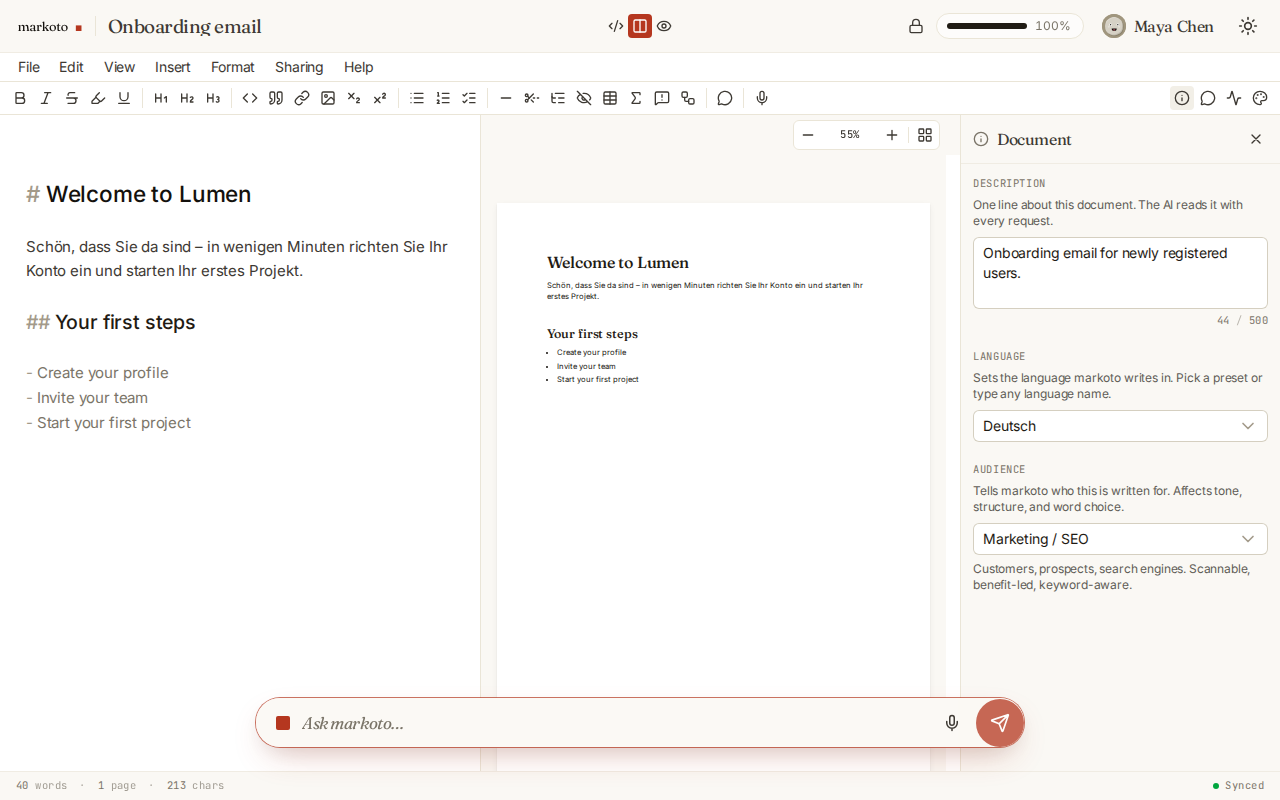 markoto
Onboarding email
100%
Maya Chen
File Edit View Insert Format Sharing Help
H1 H2 H3
X2 X2
55%
# Welcome to Lumen
Schön, dass Sie da sind – in wenigen Minuten richten Sie Ihr
Konto ein und starten Ihr erstes Projekt.
## Your first steps
- Create your profile
- Invite your team
- Start your first project
Welcome to Lumen
Schön, dass Sie da sind – in wenigen Minuten richten Sie Ihr Konto ein und starten Ihr
erstes Projekt.
Your first steps
• Create your profile
• Invite your team
• Start your first project
Document
DESCRIPTION
One line about this document. The AI reads it with
every request.
Onboarding email for newly registered
users.
44 / 500
LANGUAGE
Sets the language markoto writes in. Pick a preset or
type any language name.
Deutsch
AUDIENCE
Tells markoto who this is written for. Affects tone,
structure, and word choice.
Marketing / SEO
Customers, prospects, search engines. Scannable,
benefit-led, keyword-aware.
Ask markoto...
40 words · 1 page · 213 chars
Synced